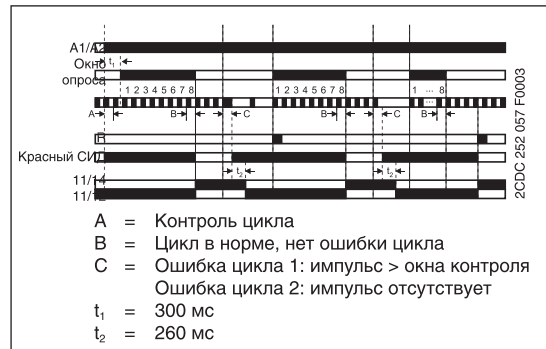 A1/A2
t₁
Окно
опроса
1 2 3 4 5 6 7 8 1 2 3 4 5 6 7 8 1 ... 8
A B C B C B
R
Красный СИД
t₂ t₂
11/14
11/12
2CDC 252 057 F0003
A = Контроль цикла
B = Цикл в норме, нет ошибки цикла
C = Ошибка цикла 1: импульс > окна контроля
Ошибка цикла 2: импульс отсутствует
t₁ = 300 мс
t₂ = 260 мс